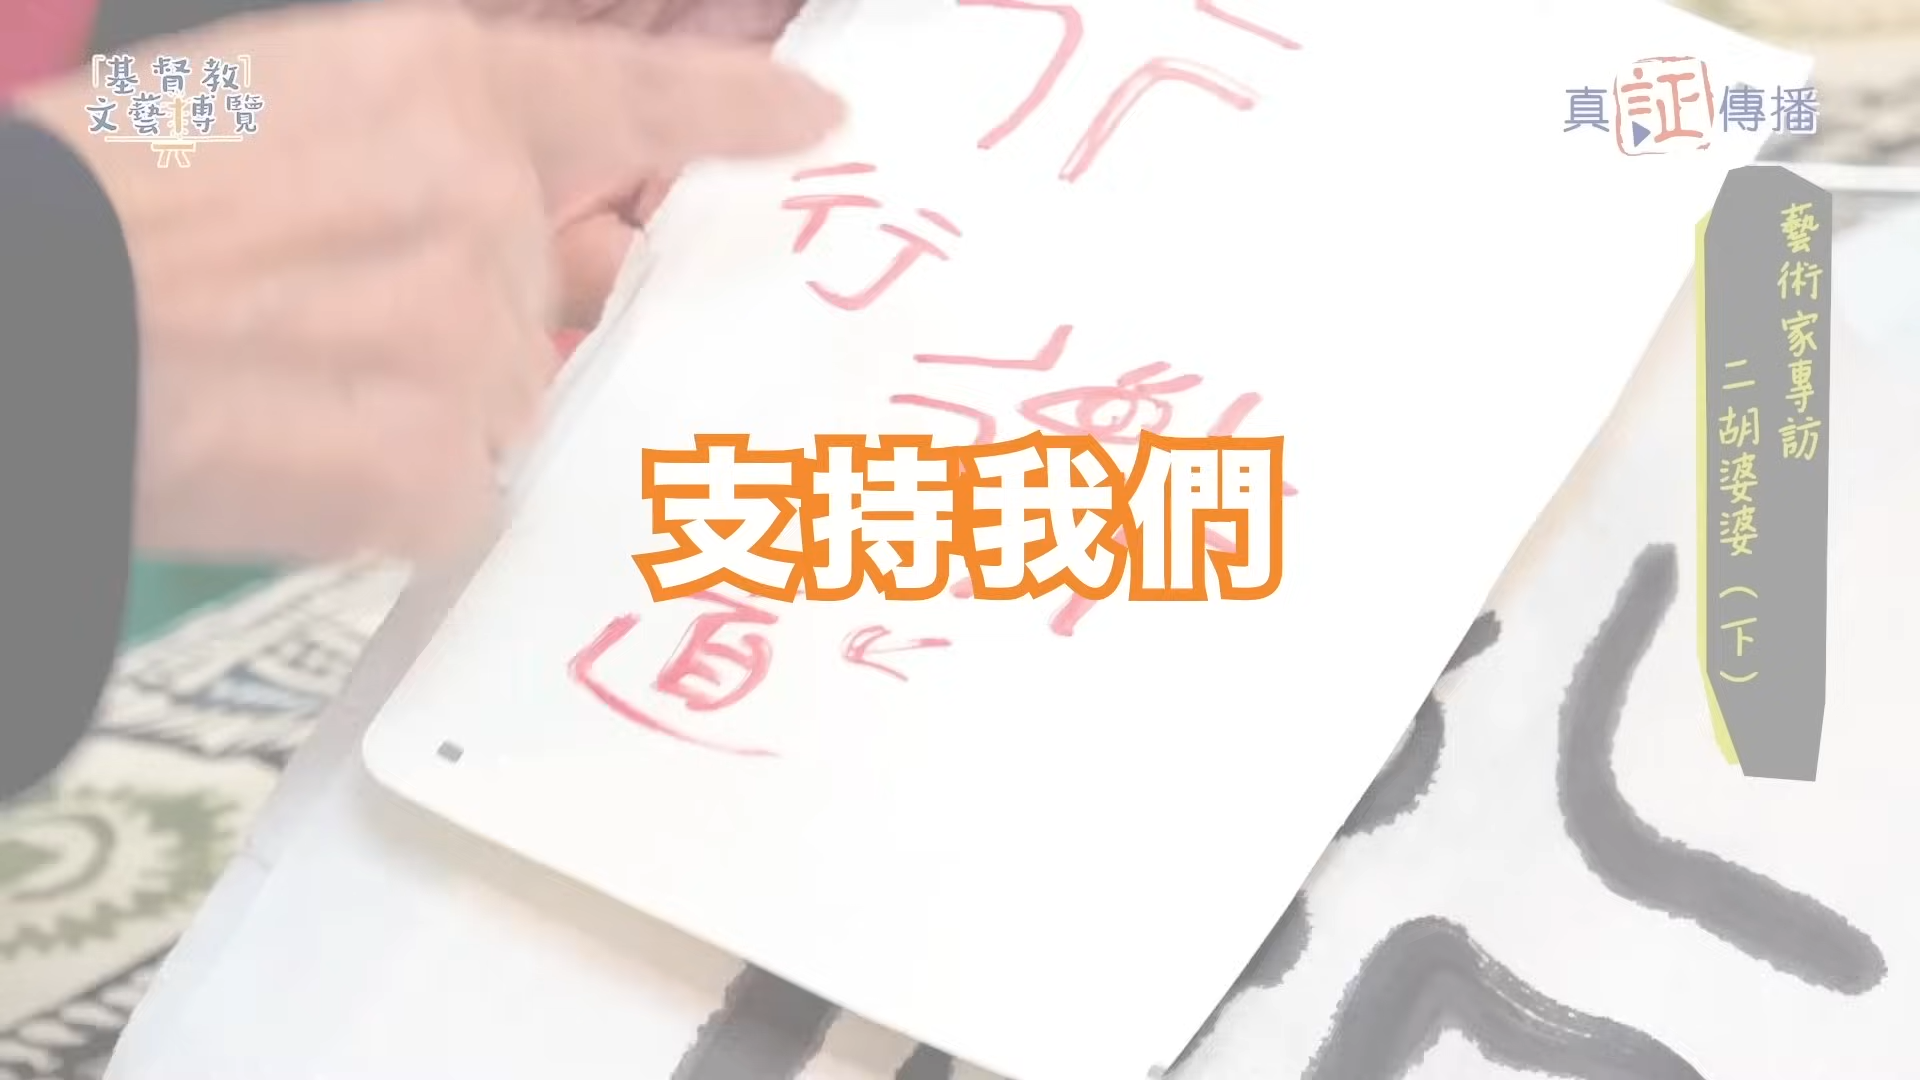 「基督教」
文藝博覽
真証傳播
藝術家專訪
二胡婆婆（下）
行
支持我們
道